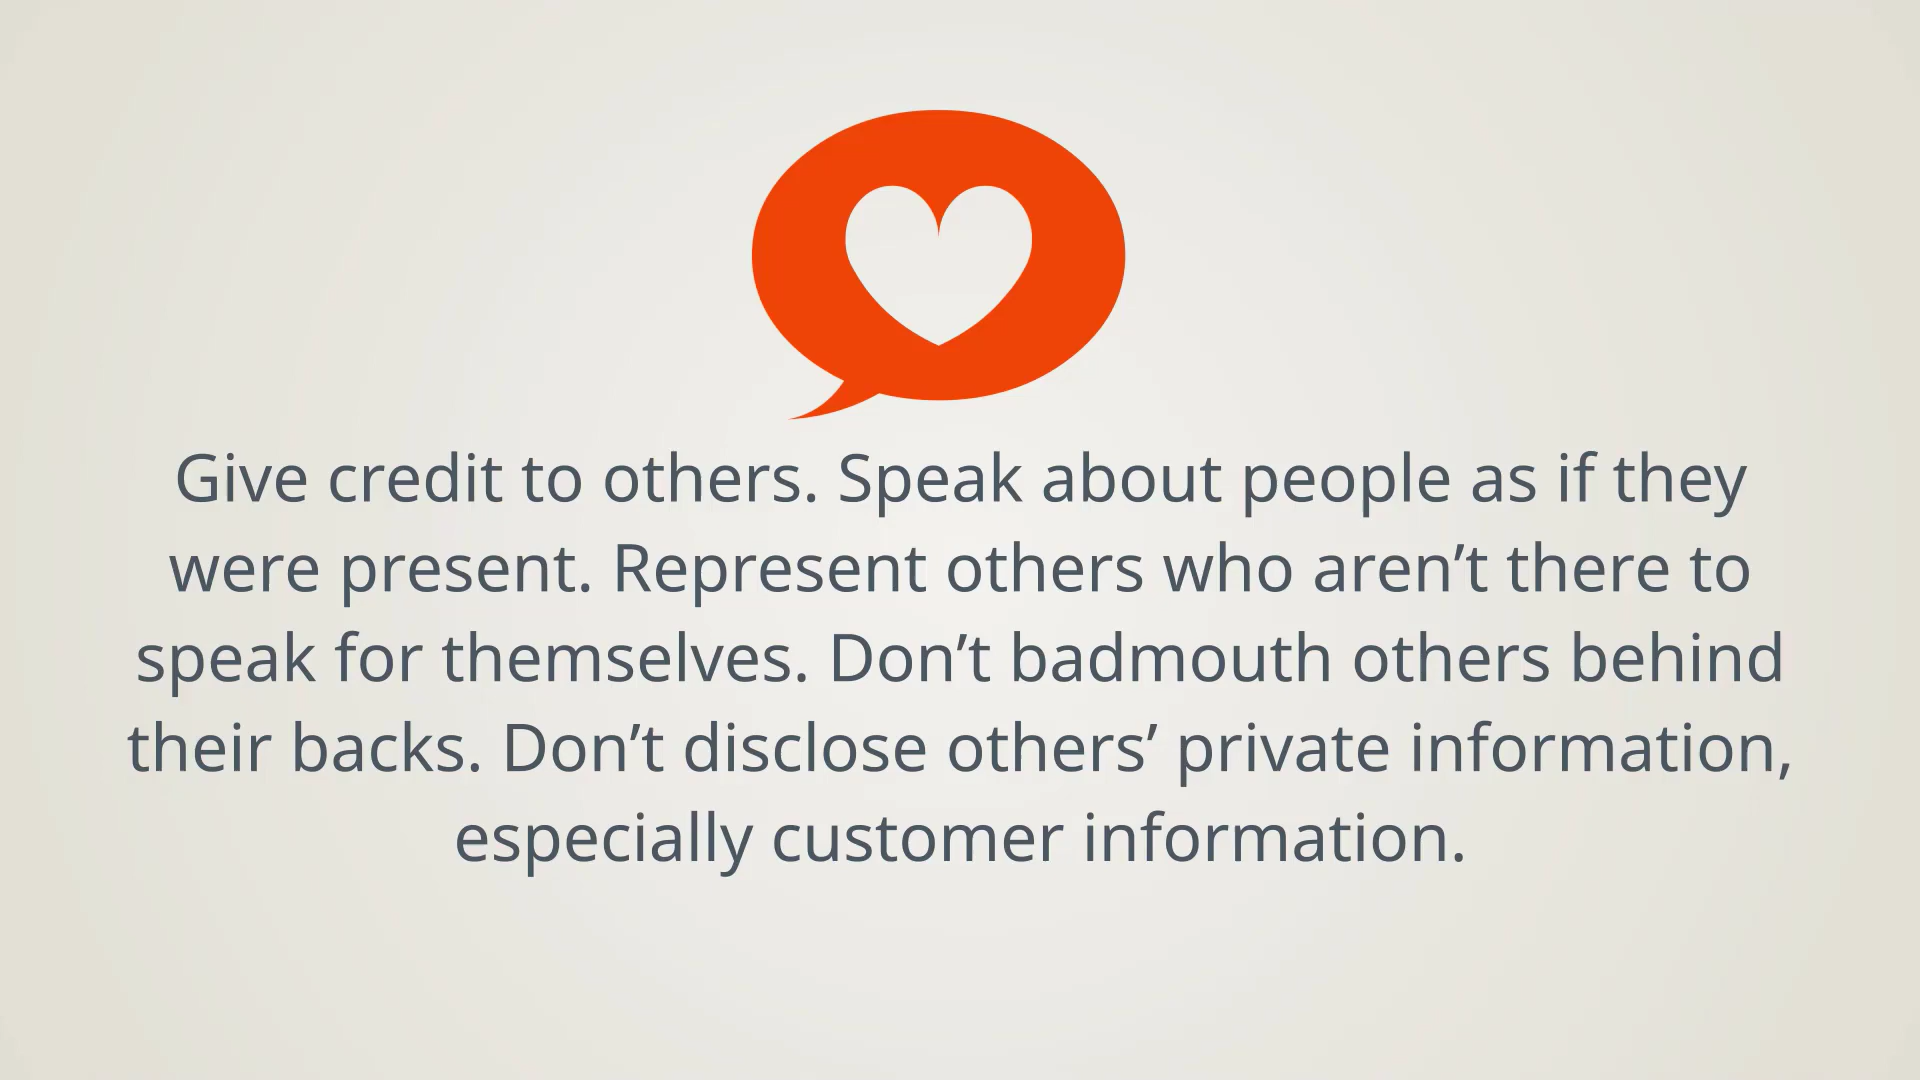 Give credit to others. Speak about people as if they
were present. Represent others who aren’t there to
speak for themselves. Don’t badmouth others behind
their backs. Don’t disclose others’ private information,
especially customer information.